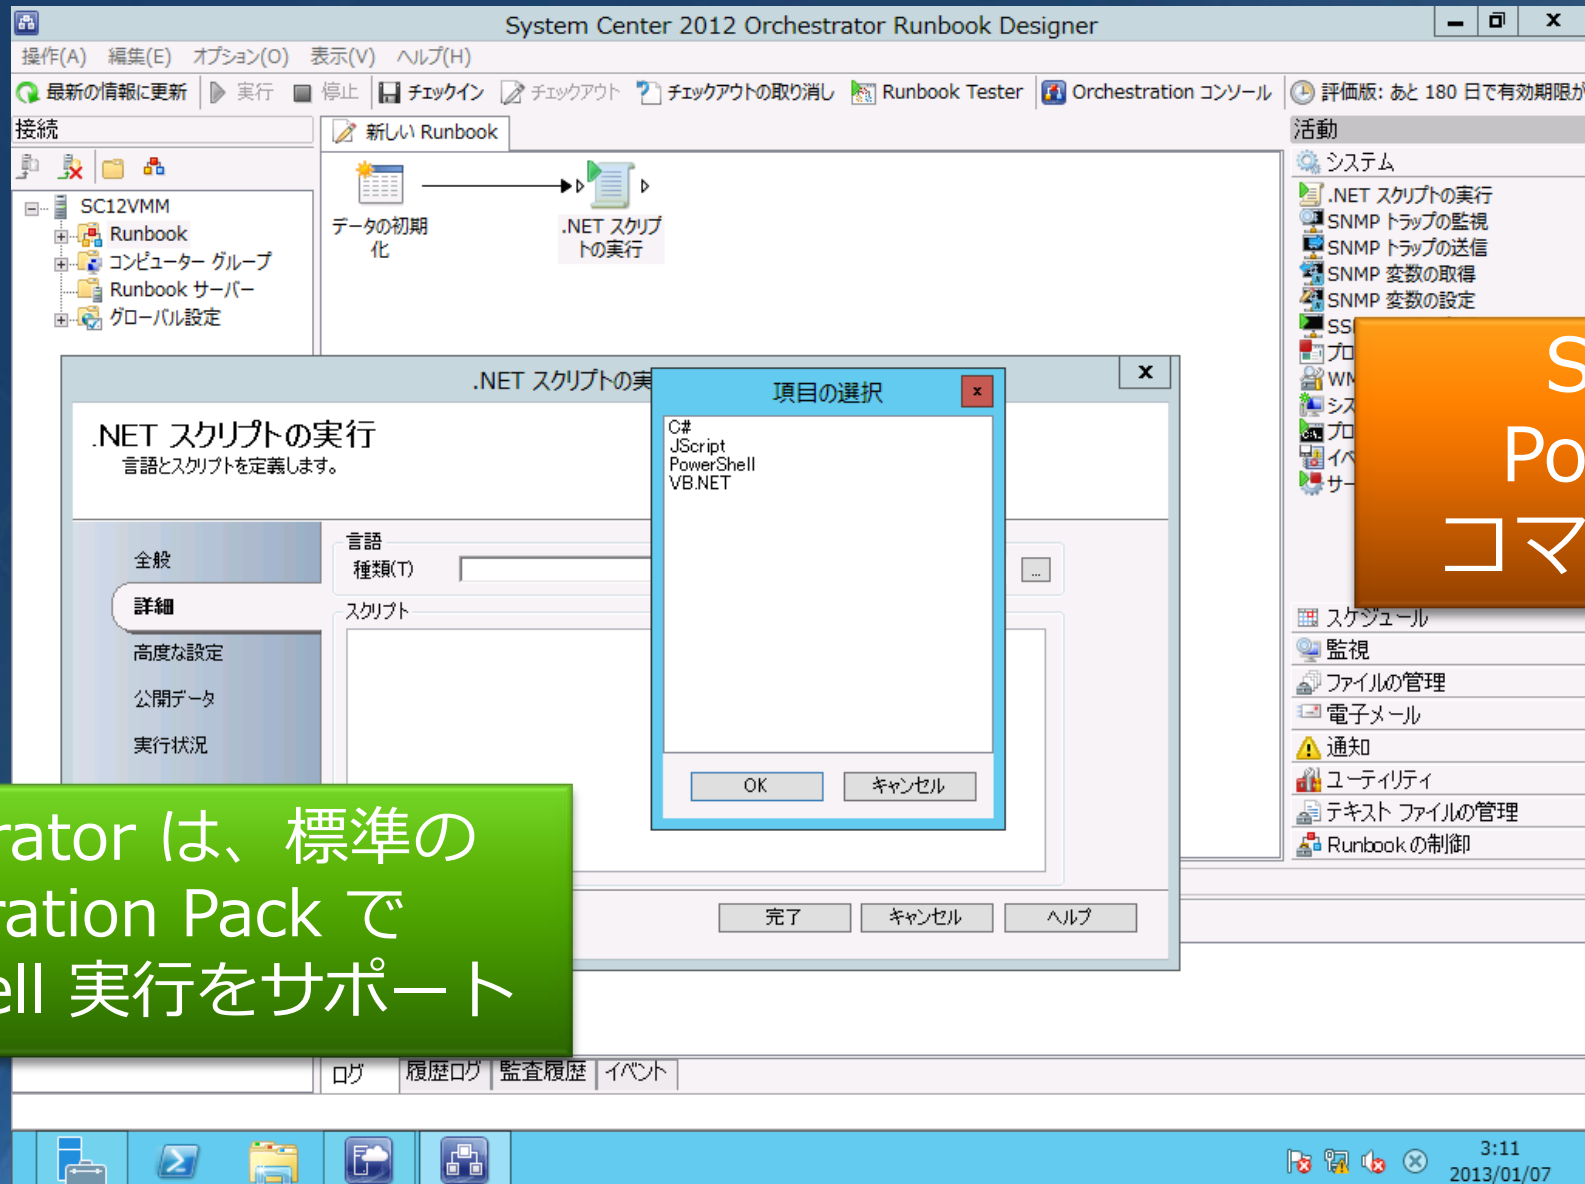 System Center 2012 Orchestrator Runbook Designer
操作(A) 編集(E) オプション(O) 表示(V) ヘルプ(H)
最新の情報に更新 実行 停止 チェックイン チェックアウト チェックアウトの取り消し Runbook Tester Orchestration コンソール 評価版: あと 180 日で有効期限が
接続
新しい Runbook
活動
SC12VMM
Runbook
コンピューター グループ
Runbook サーバー
グローバル設定
データの初期
化
.NET スクリプ
トの実行
システム
.NET スクリプトの実行
SNMP トラップの監視
SNMP トラップの送信
SNMP 変数の取得
SNMP 変数の設定
プロ
シス
プロ
イベ
サー
S
Po
コマ
.NET スクリプトの実
.NET スクリプトの実行
言語とスクリプトを定義します。
項目の選択
C#
JScript
PowerShell
VB.NET
OK キャンセル
全般
詳細
高度な設定
公開データ
実行状況
言語
種類(T)
...
スクリプト
完了 キャンセル ヘルプ
スケジュール
監視
ファイルの管理
電子メール
通知
ユーティリティ
テキスト ファイルの管理
Runbook の制御
rator は、標準の
ration Pack で
ell 実行をサポート
ログ 履歴ログ 監査履歴 イベント
3:11
2013/01/07